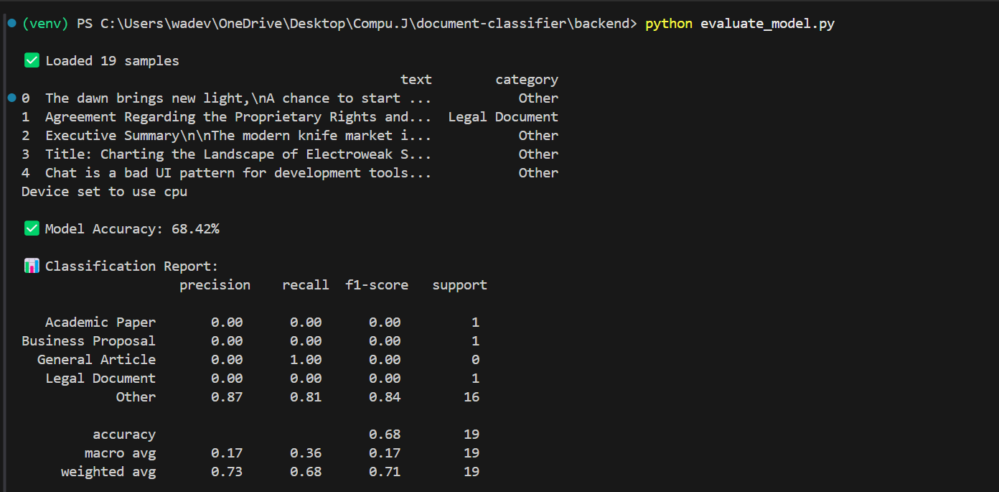 (venv) PS C:\Users\wadev\OneDrive\Desktop\Compu.J\document-classifier\backend> python evaluate_model.py
✅ Loaded 19 samples
text category
0 The dawn brings new light,\nA chance to start ... Other
1 Agreement Regarding the Proprietary Rights and... Legal Document
2 Executive Summary\n\nThe modern knife market i... Other
3 Title: Charting the Landscape of Electroweak S... Other
4 Chat is a bad UI pattern for development tools... Other
Device set to use cpu
✅ Model Accuracy: 68.42%
📊 Classification Report:
precision recall f1-score support
Academic Paper 0.00 0.00 0.00 1
Business Proposal 0.00 0.00 0.00 1
General Article 0.00 1.00 0.00 0
Legal Document 0.00 0.00 0.00 1
Other 0.87 0.81 0.84 16
accuracy 0.68 19
macro avg 0.17 0.36 0.17 19
weighted avg 0.73 0.68 0.71 19